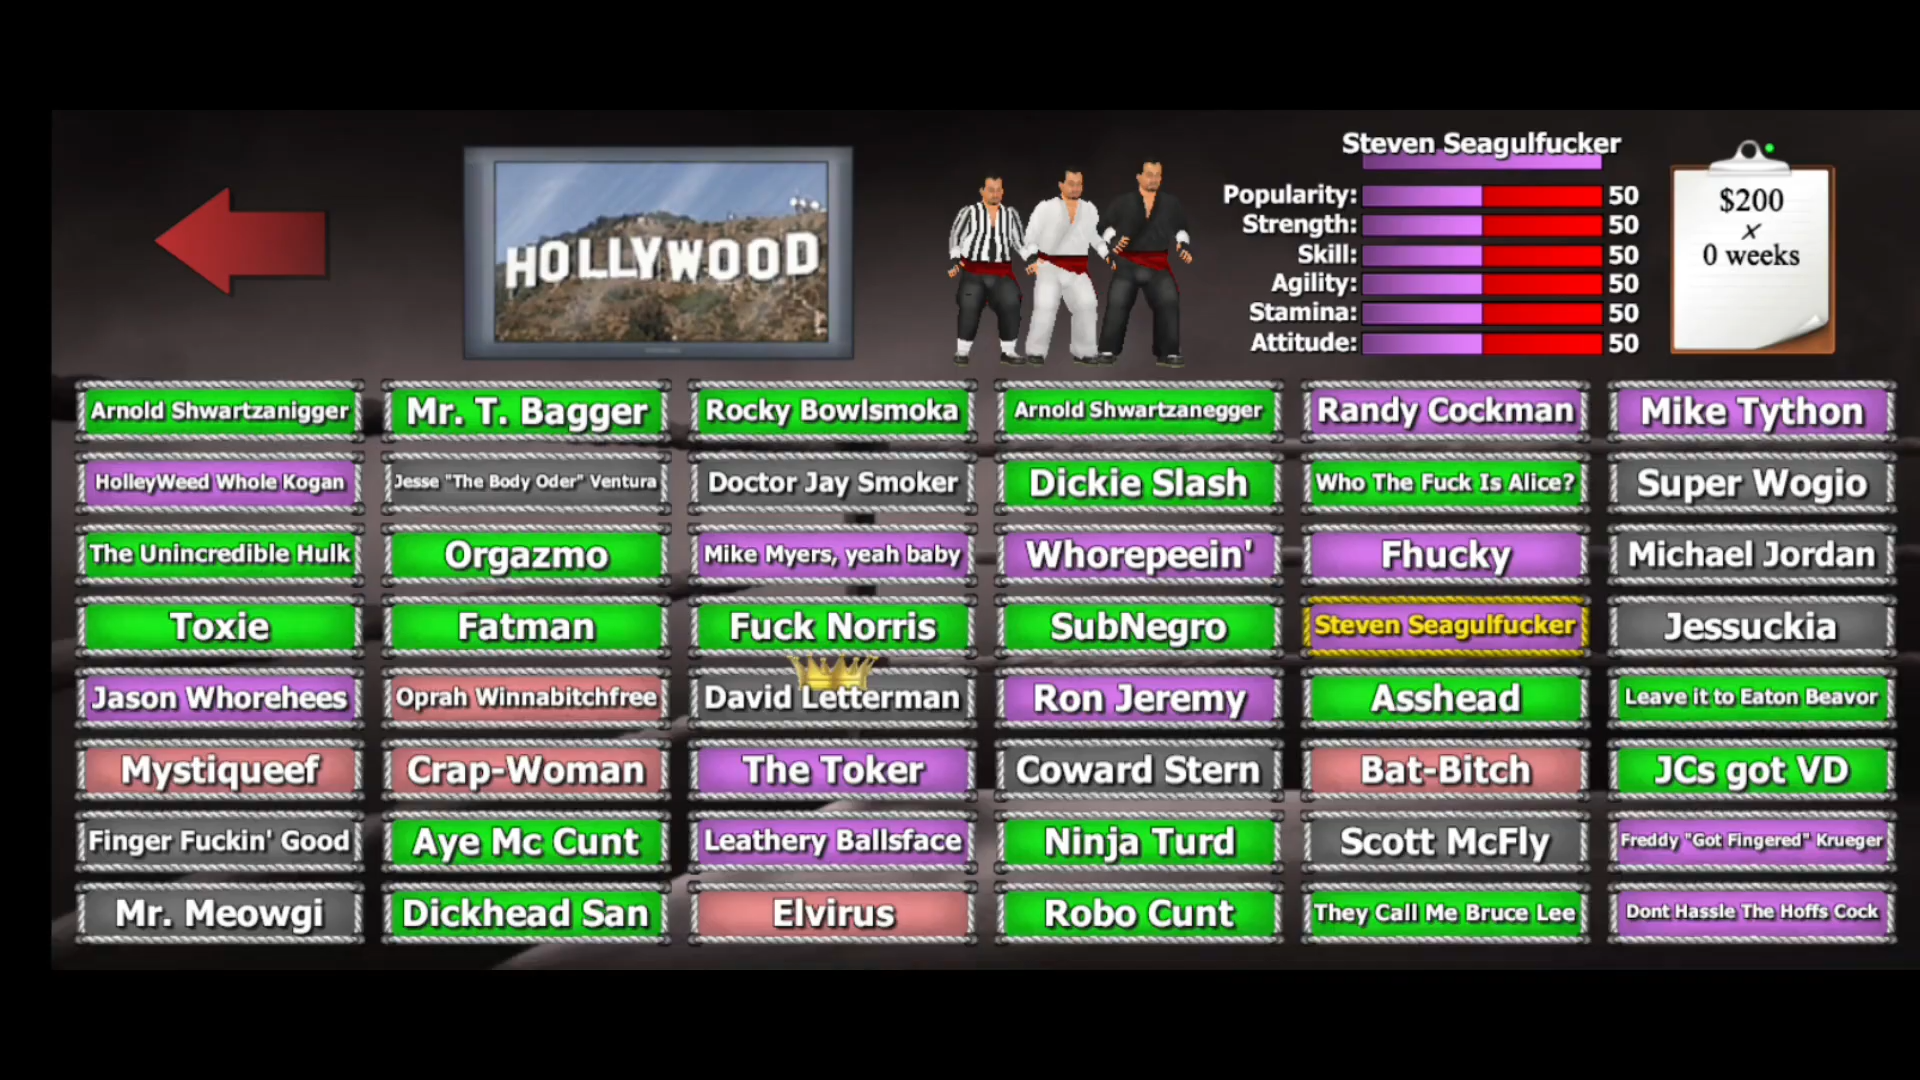 Steven Seagulfucker
HOLLYWOOD
Popularity: 50
Strength: 50
Skill: 50
Agility: 50
Stamina: 50
Attitude: 50
$200
x
0 weeks
Arnold Shwartzanigger
Mr. T. Bagger
Rocky Bowlsmoka
Arnold Shwartzanegger
Randy Cockman
Mike Tython
HolleyWeed Whole Kogan
Jesse "The Body Oder" Ventura
Doctor Jay Smoker
Dickie Slash
Who The Fuck Is Alice?
Super Wogio
The Unincredible Hulk
Orgazmo
Mike Myers, yeah baby
Whorepeein'
Fhucky
Michael Jordan
Toxie
Fatman
Fuck Norris
SubNegro
Steven Seagulfucker
Jessuckia
Jason Whorehees
Oprah Winnabitchfree
David Letterman
Ron Jeremy
Asshead
Leave it to Eaton Beavor
Mystiqueef
Crap-Woman
The Toker
Coward Stern
Bat-Bitch
JCs got VD
Finger Fuckin' Good
Aye Mc Cunt
Leathery Ballsface
Ninja Turd
Scott McFly
Freddy "Got Fingered" Krueger
Mr. Meowgi
Dickhead San
Elvirus
Robo Cunt
They Call Me Bruce Lee
Dont Hassle The Hoffs Cock